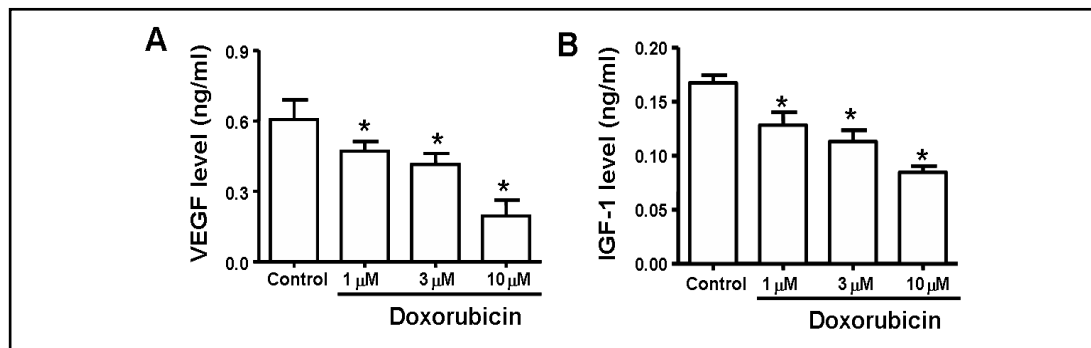 A
VEGF level (ng/ml)
0.9
0.6
0.3
0.0
*
*
*
Control
1 μM
3 μM
10 μM
Doxorubicin
B
IGF-1 level (ng/ml)
0.20
0.15
0.10
0.05
0.00
*
*
*
Control
1 μM
3 μM
10 μM
Doxorubicin